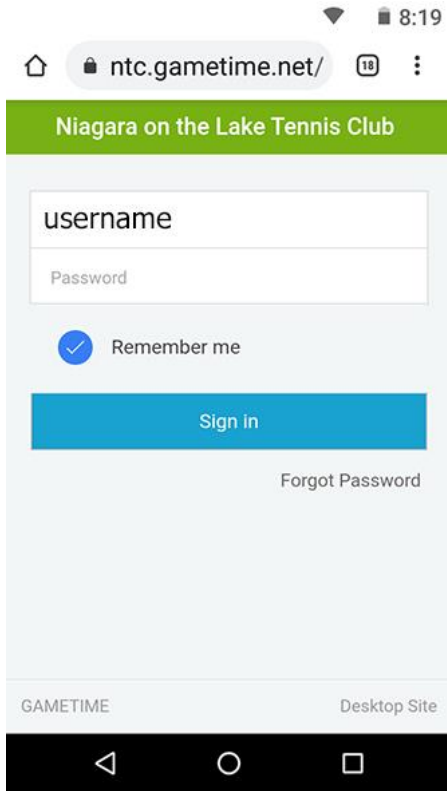 8:19
ntc.gametime.net/ 18
Niagara on the Lake Tennis Club
username
Password
Remember me
Sign in
Forgot Password
GAMETIME Desktop Site